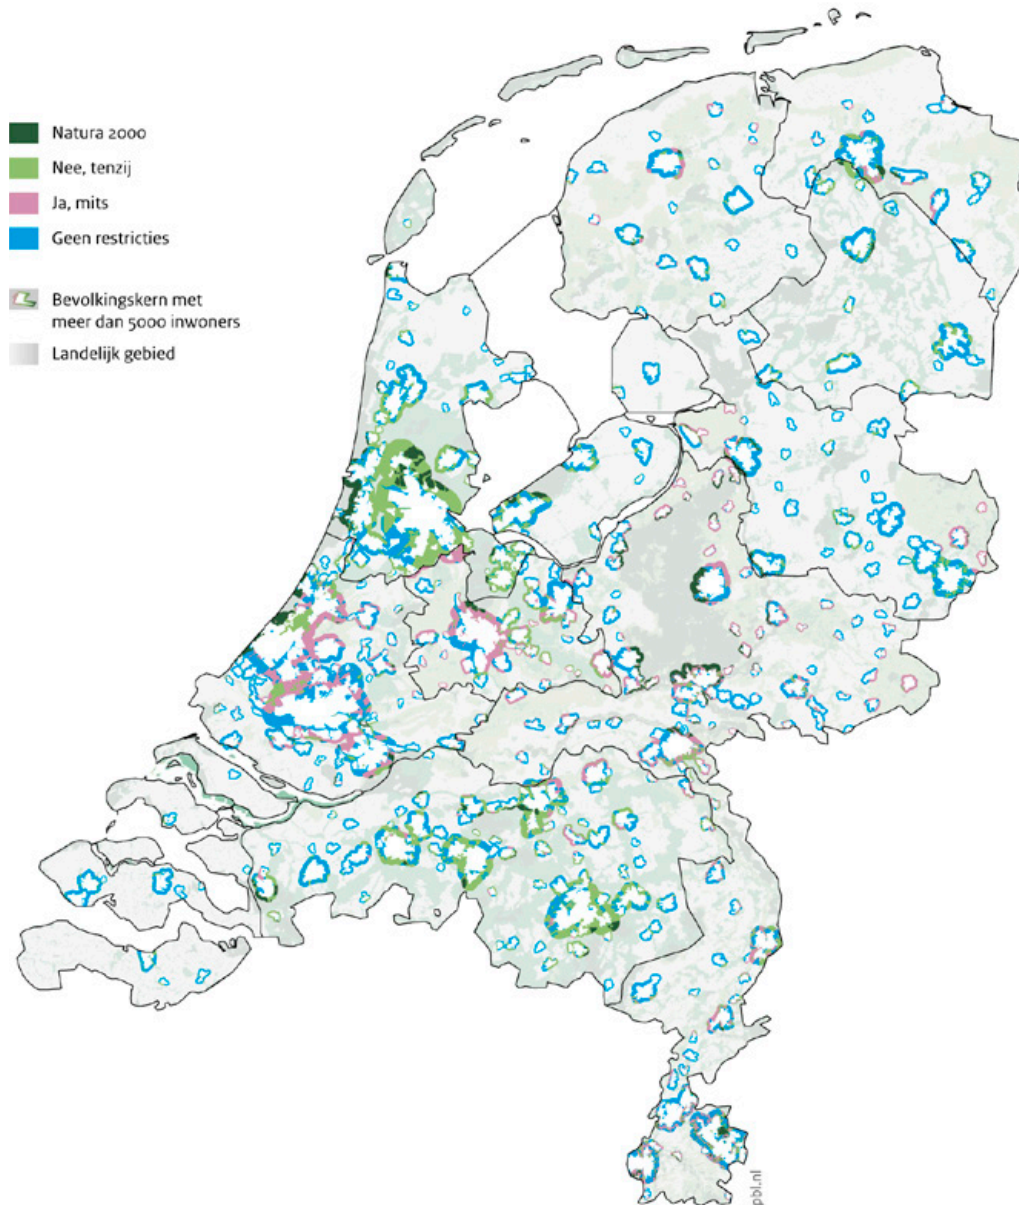 Natura 2000
Nee, tenzij
Ja, mits
Geen restricties
Bevolkingskern met
meer dan 5000 inwoners
Landelijk gebied
pbl.nl